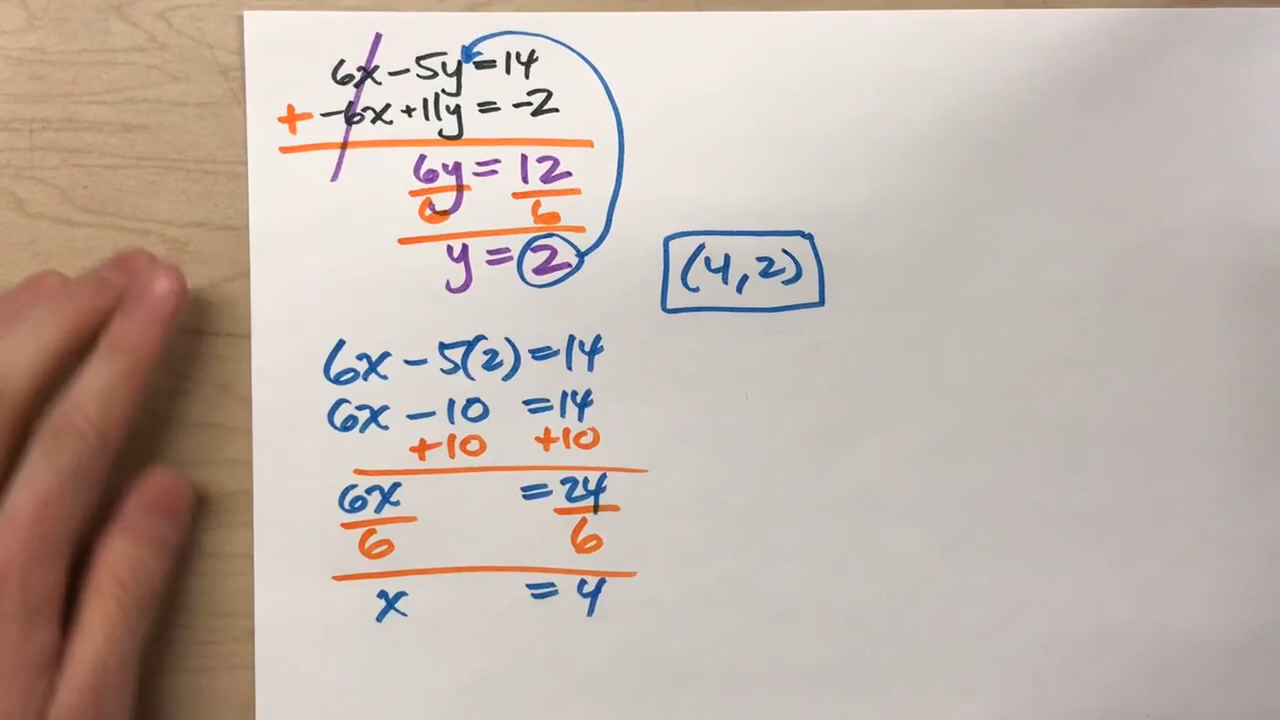 6x - 5y = 14
+ -6x + 11y = -2
6y = 12
6 6
y = 2
(4, 2)
6x - 5(2) = 14
6x - 10 = 14
+10 +10
6x = 24
6 6
x = 4